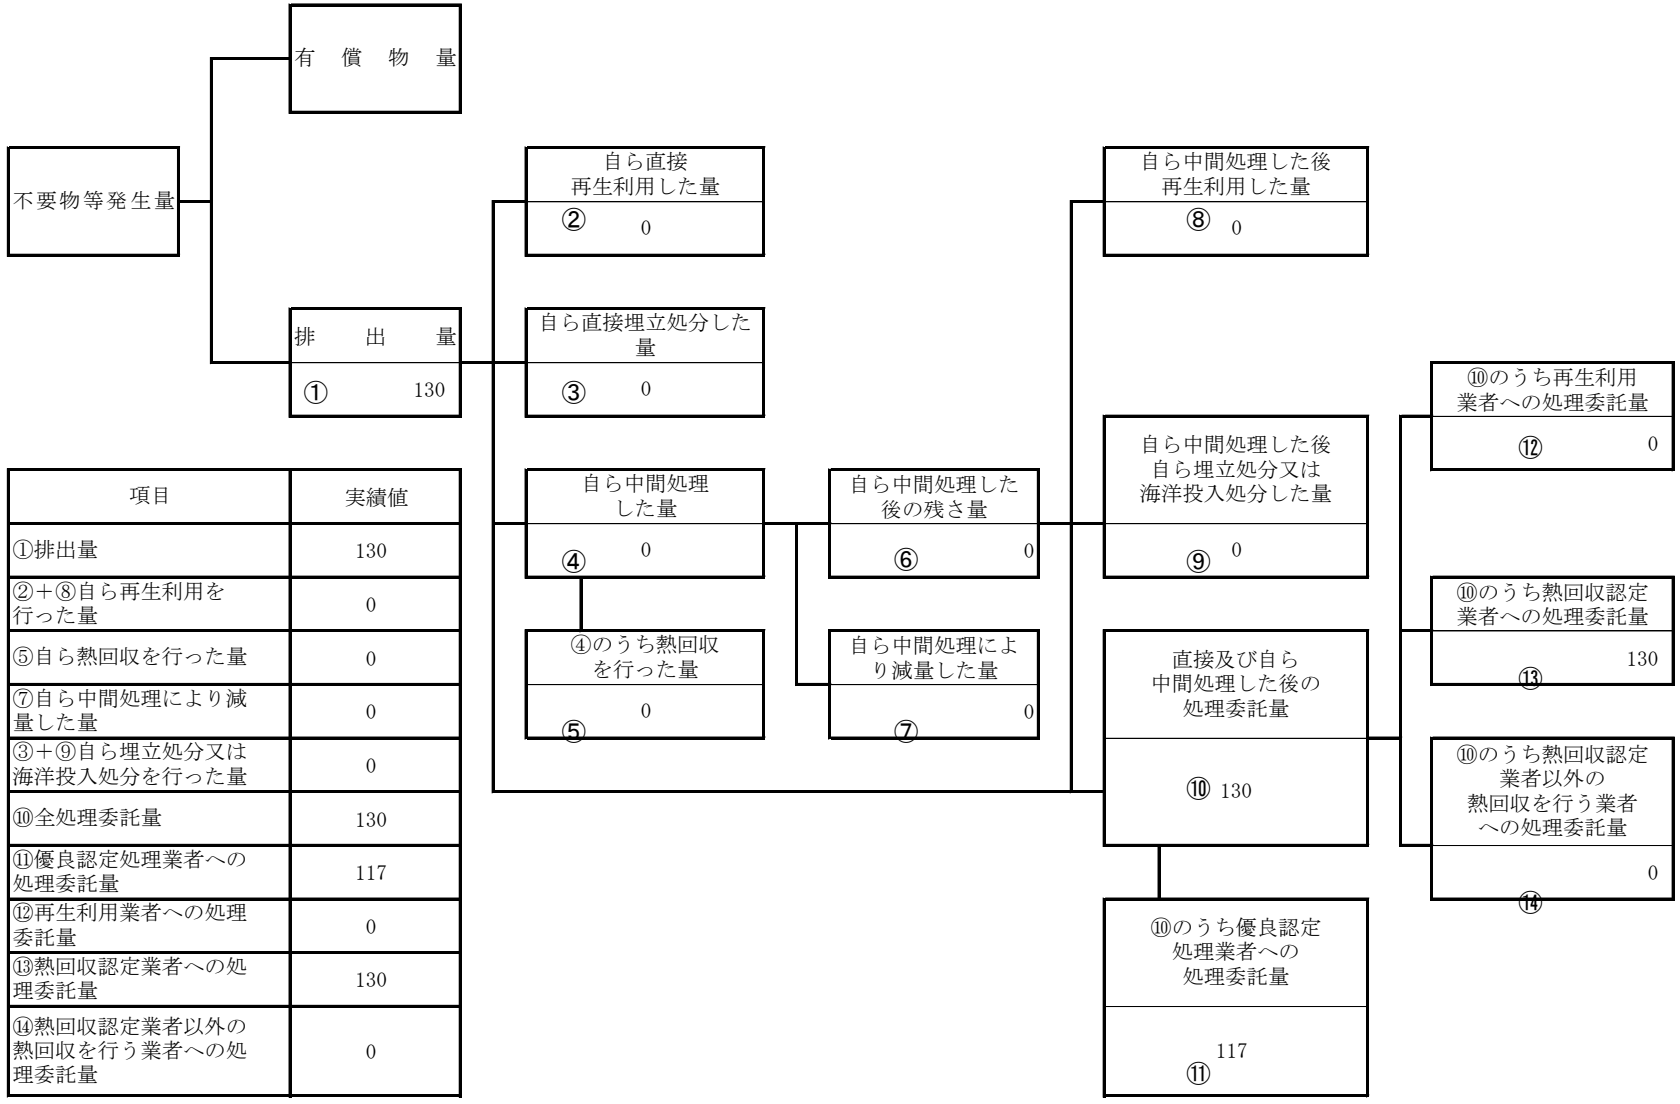 有償物量
不要物等発生量
排出量
① 130
自ら直接
再生利用した量
② 0
自ら直接埋立処分した
量
③ 0
自ら中間処理
した量
④ 0
④のうち熱回収
を行った量
⑤ 0
自ら中間処理した
後の残さ量
⑥ 0
自ら中間処理によ
り減量した量
⑦ 0
自ら中間処理した後
再生利用した量
⑧ 0
自ら中間処理した後
自ら埋立処分又は
海洋投入処分した量
⑨ 0
直接及び自ら
中間処理した後の
処理委託量
⑩ 130
⑩のうち優良認定
処理業者への
処理委託量
117
⑪
⑩のうち再生利用
業者への処理委託量
⑫ 0
⑩のうち熱回収認定
業者への処理委託量
⑬ 130
⑩のうち熱回収認定
業者以外の
熱回収を行う業者
への処理委託量
0
⑭
項目 実績値
①排出量 130
②+⑧自ら再生利用を
行った量 0
⑤自ら熱回収を行った量 0
⑦自ら中間処理により減
量した量 0
③+⑨自ら埋立処分又は
海洋投入処分を行った量 0
⑩全処理委託量 130
⑪優良認定処理業者への
処理委託量 117
⑫再生利用業者への処理
委託量 0
⑬熱回収認定業者への処
理委託量 130
⑭熱回収認定業者以外の
熱回収を行う業者への処
理委託量 0